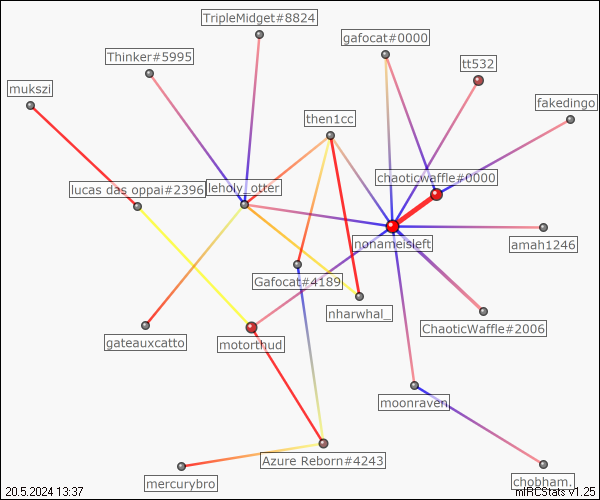 TripleMidget#8824
gafocat#0000
Thinker#5995
tt532
mukszi
fakedingo
then1cc
chaoticwaffle#0000
lucas das oppai#2396
leholy_otter
nonameisleft
amah1246
Gafocat#4189
nharwhal_
ChaoticWaffle#2006
gateauxcatto
motorthud
moonraven
Azure Reborn#4243
mercurybro
chobham.
20.5.2024 13:37
mIRCStats v1.25